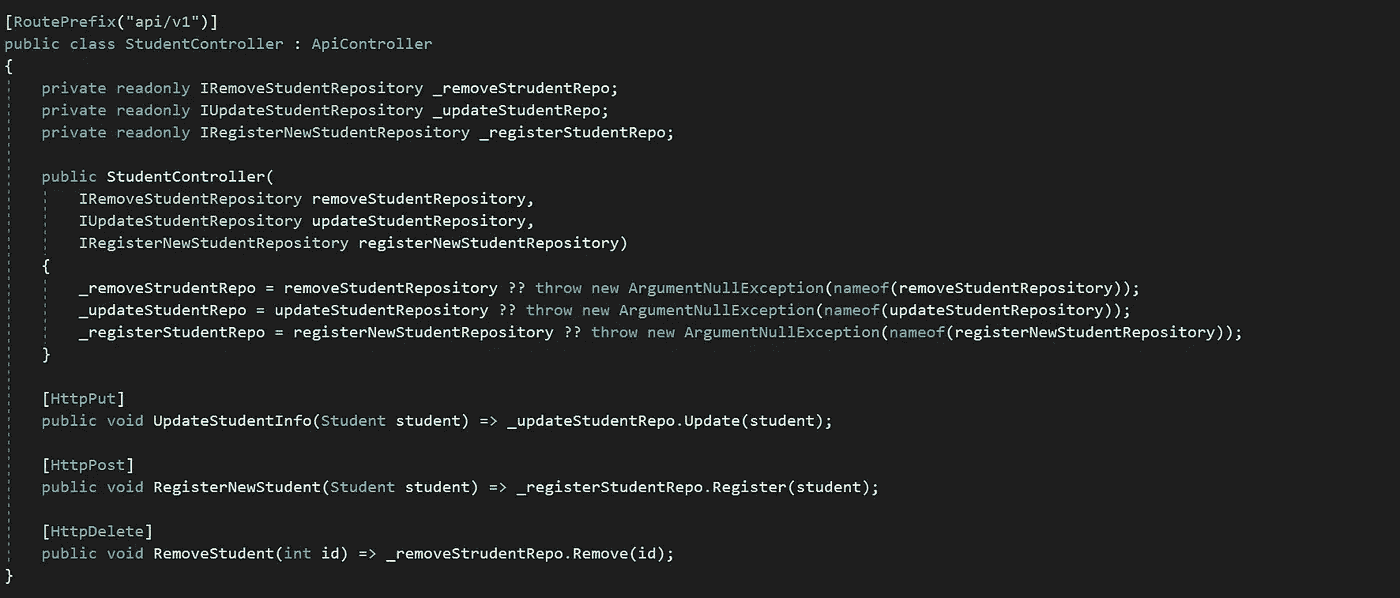 [RoutePrefix("api/v1")]
public class StudentController : ApiController
{
private readonly IRemoveStudentRepository _removeStrudentRepo;
private readonly IUpdateStudentRepository _updateStudentRepo;
private readonly IRegisterNewStudentRepository _registerStudentRepo;
public StudentController(
IRemoveStudentRepository removeStudentRepository,
IUpdateStudentRepository updateStudentRepository,
IRegisterNewStudentRepository registerNewStudentRepository)
{
_removeStrudentRepo = removeStudentRepository ?? throw new ArgumentNullException(nameof(removeStudentRepository));
_updateStudentRepo = updateStudentRepository ?? throw new ArgumentNullException(nameof(updateStudentRepository));
_registerStudentRepo = registerNewStudentRepository ?? throw new ArgumentNullException(nameof(registerNewStudentRepository));
}
[HttpPut]
public void UpdateStudentInfo(Student student) => _updateStudentRepo.Update(student);
[HttpPost]
public void RegisterNewStudent(Student student) => _registerStudentRepo.Register(student);
[HttpDelete]
public void RemoveStudent(int id) => _removeStrudentRepo.Remove(id);
}